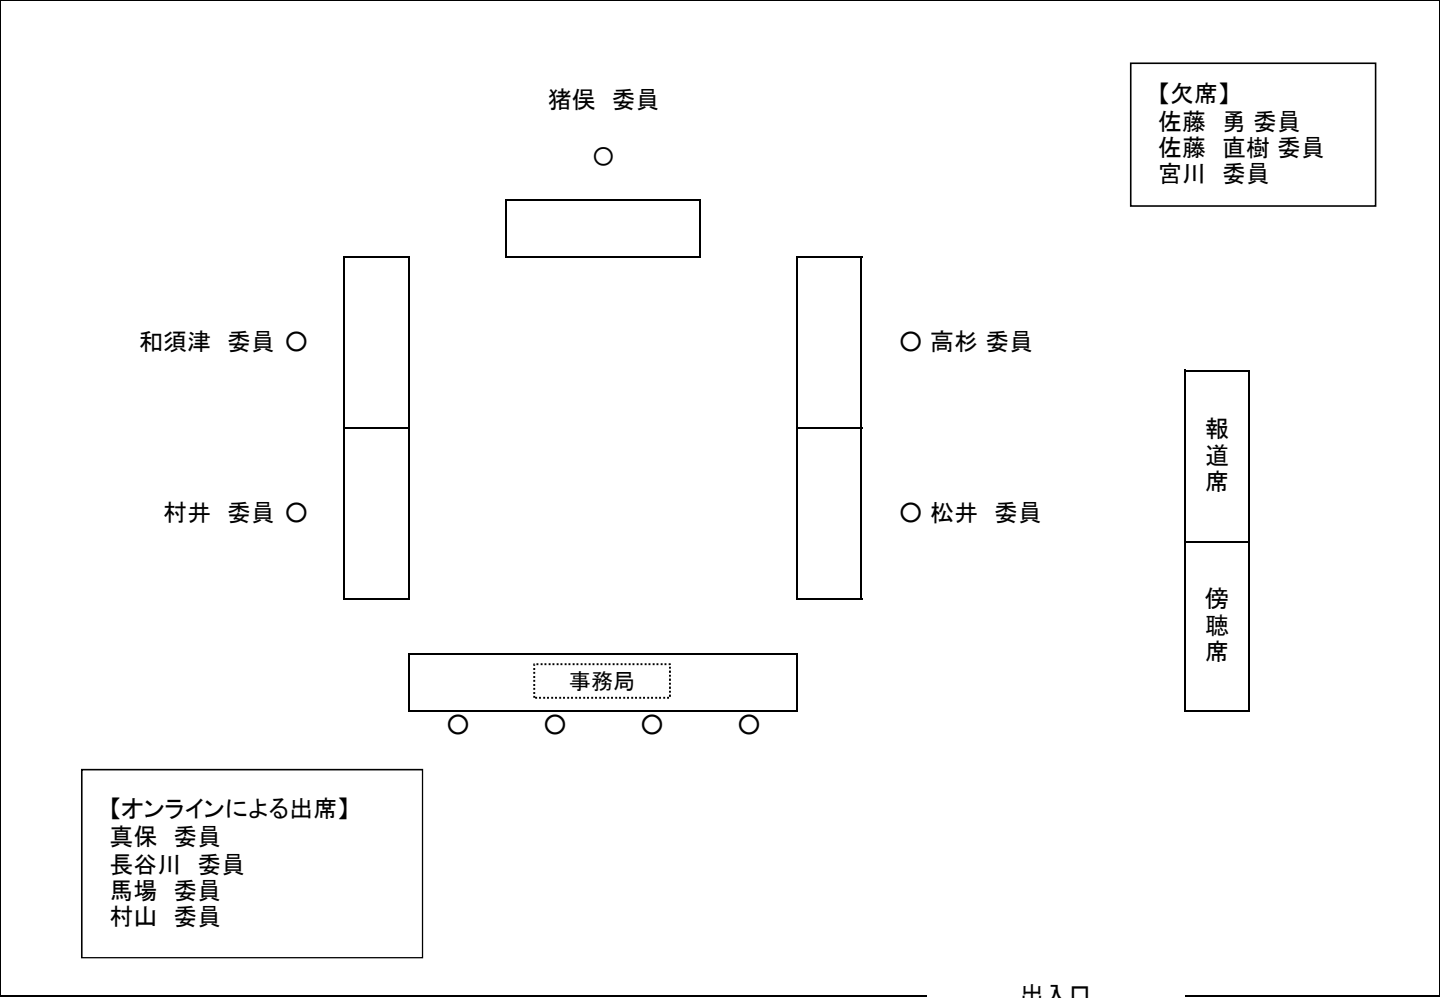 猪俣　委員
【欠席】
佐藤　勇 委員
佐藤　直樹 委員
宮川　委員
○
和須津　委員 ○
○ 高杉 委員
報道席
村井　委員 ○
○ 松井　委員
傍聴席
事務局
○ ○ ○ ○
【オンラインによる出席】
真保　委員
長谷川　委員
馬場　委員
村山　委員
出入口